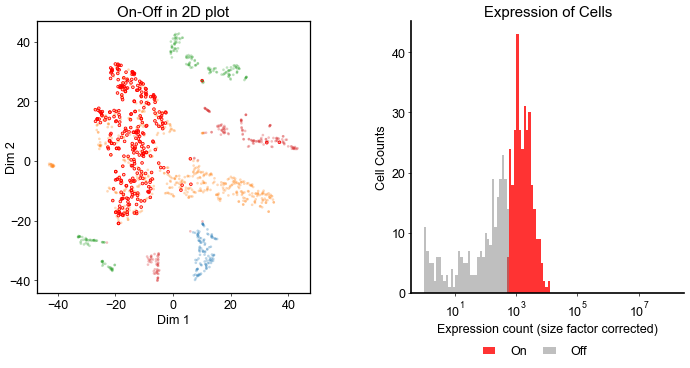 On-Off in 2D plot
40
20
0
−20
−40
Dim 2
−40 −20 0 20 40
Dim 1
Expression of Cells
40
30
20
10
0
Cell Counts
10^1 10^3 10^5 10^7
Expression count (size factor corrected)
On Off